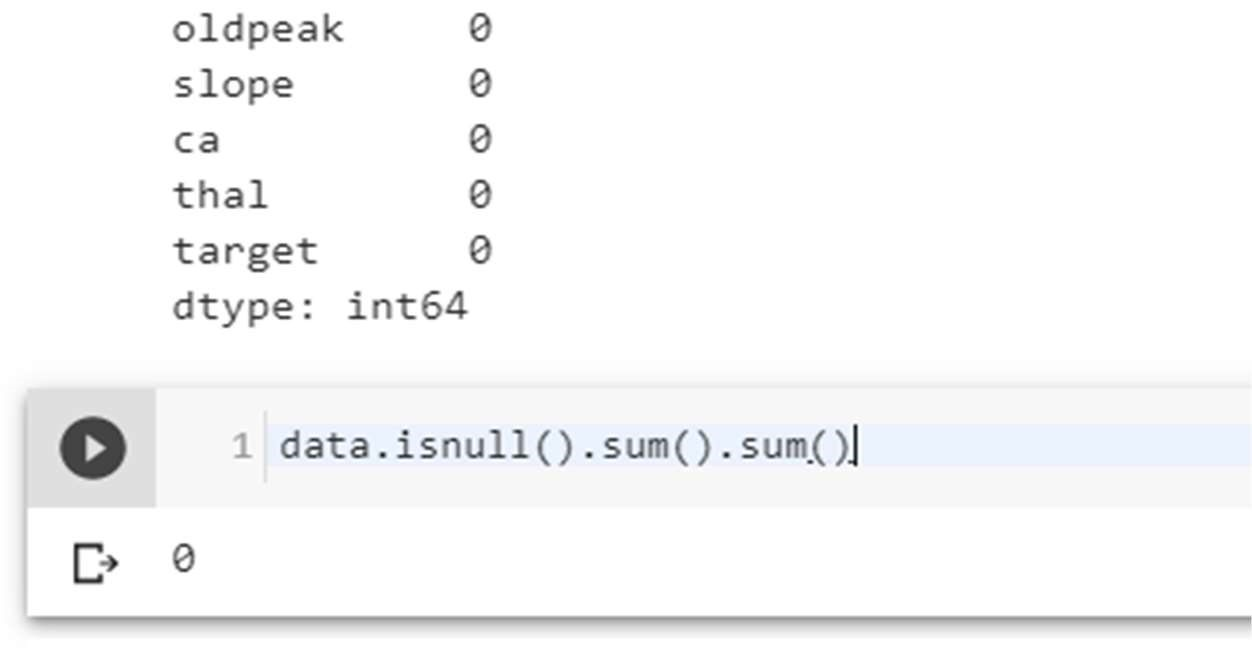 oldpeak 0
slope 0
ca 0
thal 0
target 0
dtype: int64
1 data.isnull().sum().sum()
0